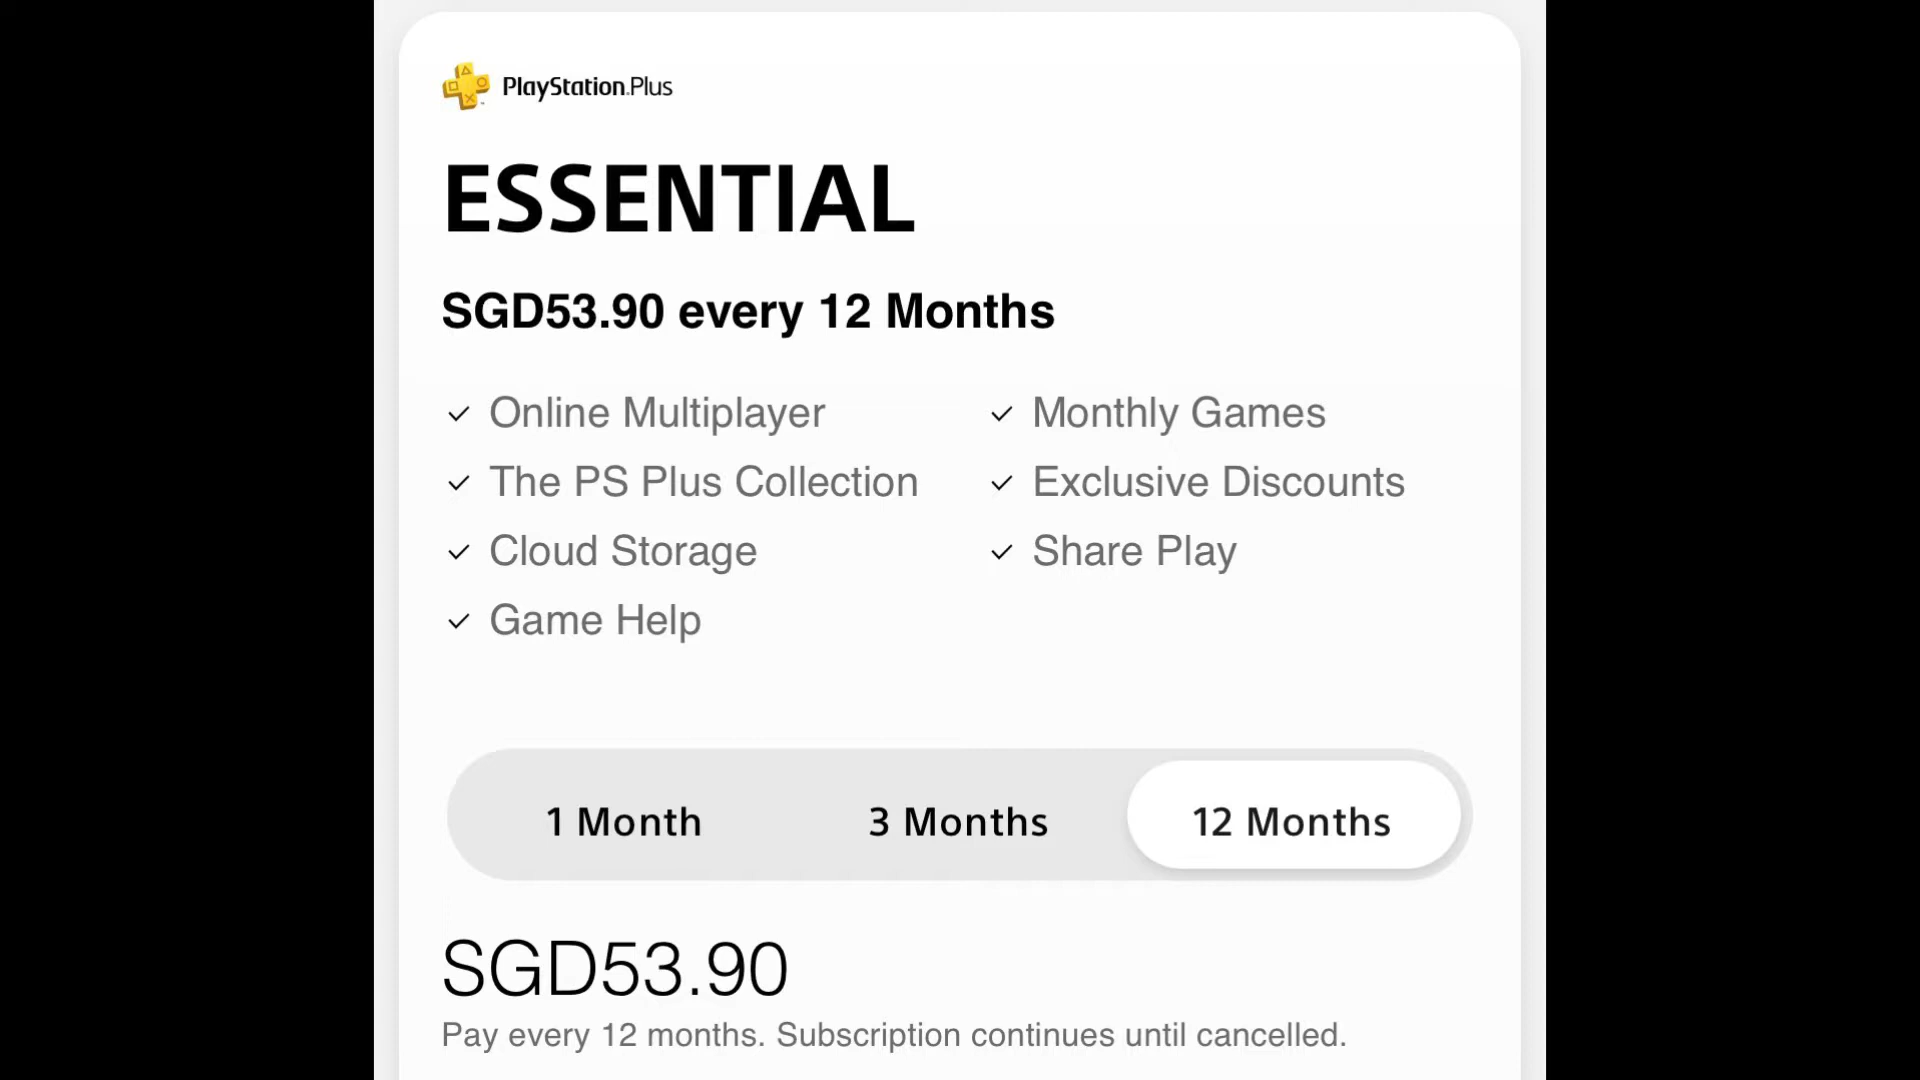 PlayStation.Plus
ESSENTIAL
SGD53.90 every 12 Months
Online Multiplayer
Monthly Games
The PS Plus Collection
Exclusive Discounts
Cloud Storage
Share Play
Game Help
1 Month
3 Months
12 Months
SGD53.90
Pay every 12 months. Subscription continues until cancelled.